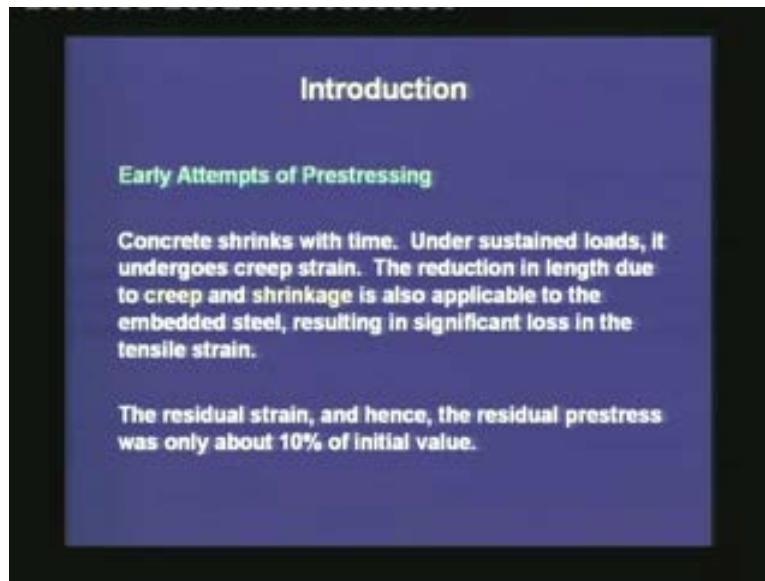 Introduction
Early Attempts of Prestressing
Concrete shrinks with time. Under sustained loads, it
undergoes creep strain. The reduction in length due
to creep and shrinkage is also applicable to the
embedded steel, resulting in significant loss in the
tensile strain.
The residual strain, and hence, the residual prestress
was only about 10% of initial value.